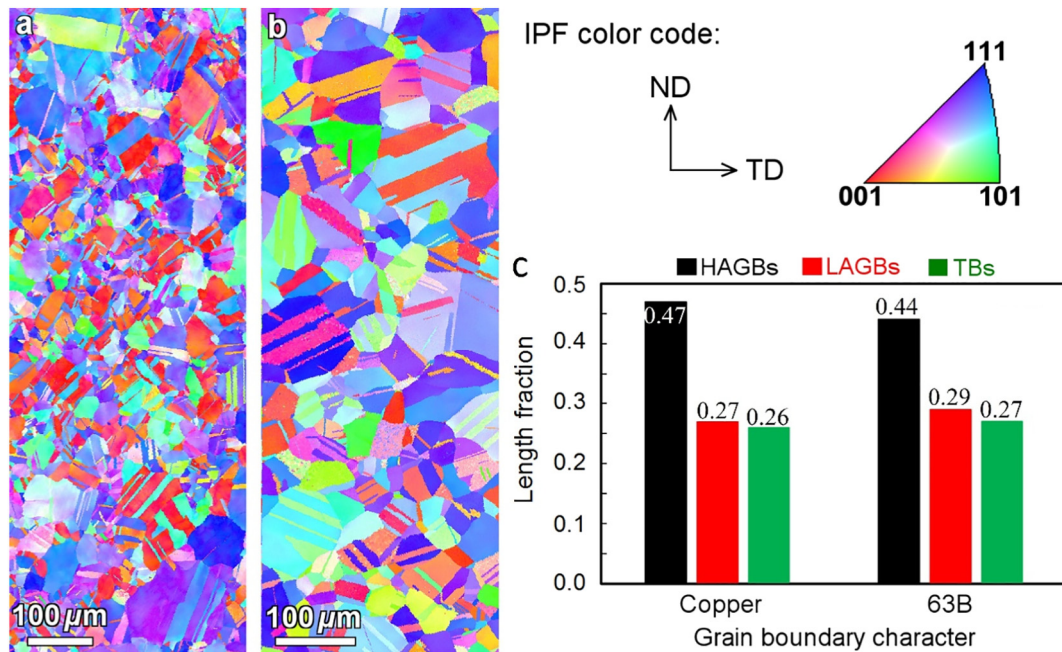 a
b
100 µm
100 µm
IPF color code:
ND
TD
111
001
101
c
HAGBs LAGBs TBs
Length fraction
0.5
0.4
0.3
0.2
0.1
0.0
0.47
0.27
0.26
0.44
0.29
0.27
Copper
63B
Grain boundary character